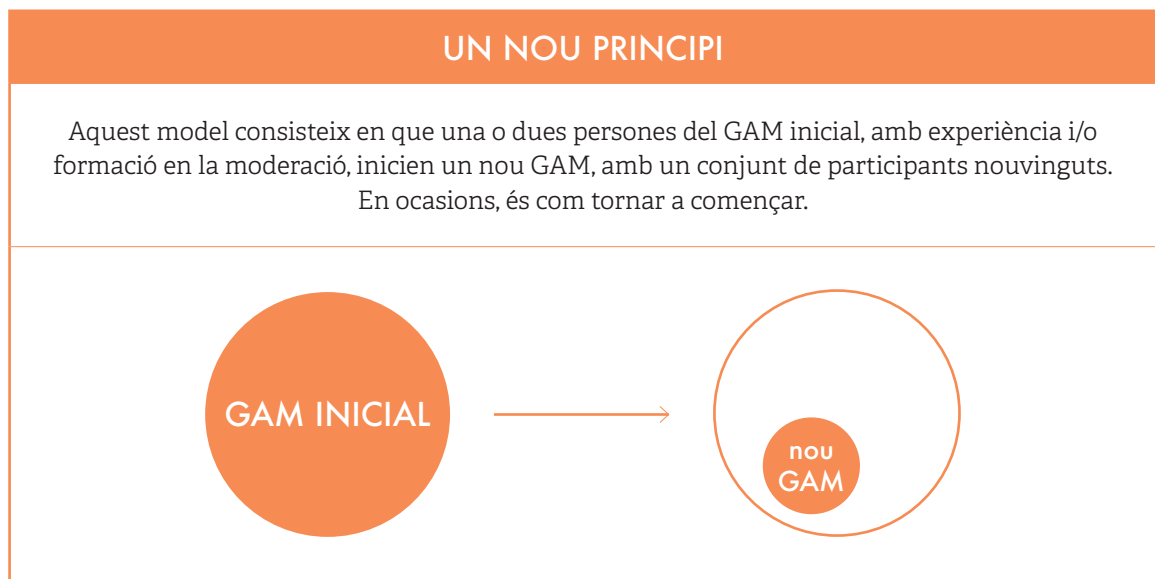 UN NOU PRINCIPI
Aquest model consisteix en que una o dues persones del GAM inicial, amb experiència i/o
formació en la moderació, inicien un nou GAM, amb un conjunt de participants nouvinguts.
En ocasions, és com tornar a començar.
GAM INICIAL
nou
GAM